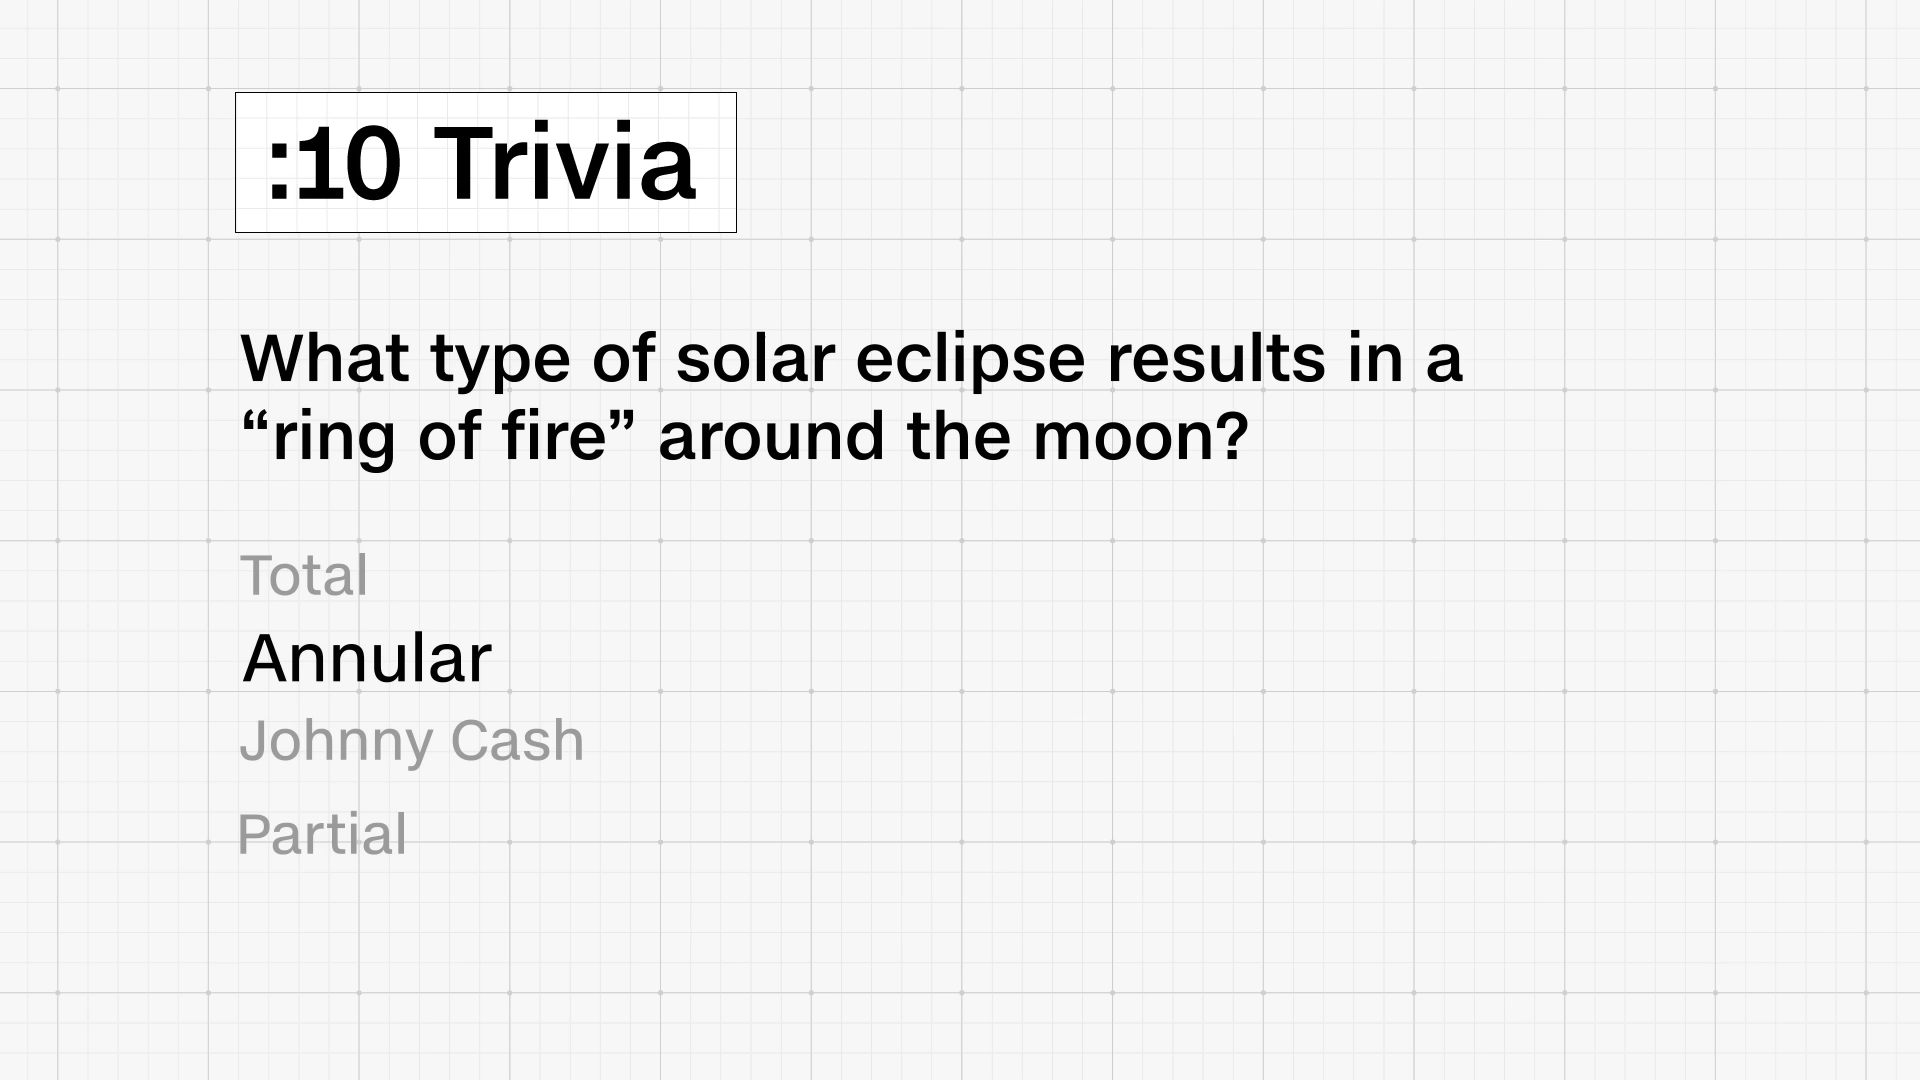 :10 Trivia
What type of solar eclipse results in a
“ring of fire” around the moon?
Total
Annular
Johnny Cash
Partial